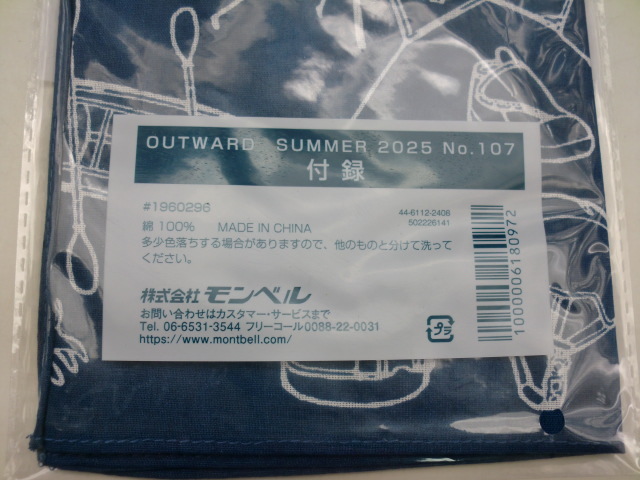 OUTWARD SUMMER 2025 No.107
付録
#1960296
44-6112-2408
綿 100% MADE IN CHINA
502226141
多少色落ちする場合がありますので、他のものと分けて洗って
ください。
株式会社 モンベル
お問い合わせはカスタマー・サービスまで
Tel. 06-6531-3544 フリーコール0088-22-0031
https://www.montbell.com/
プラ
1000006180972